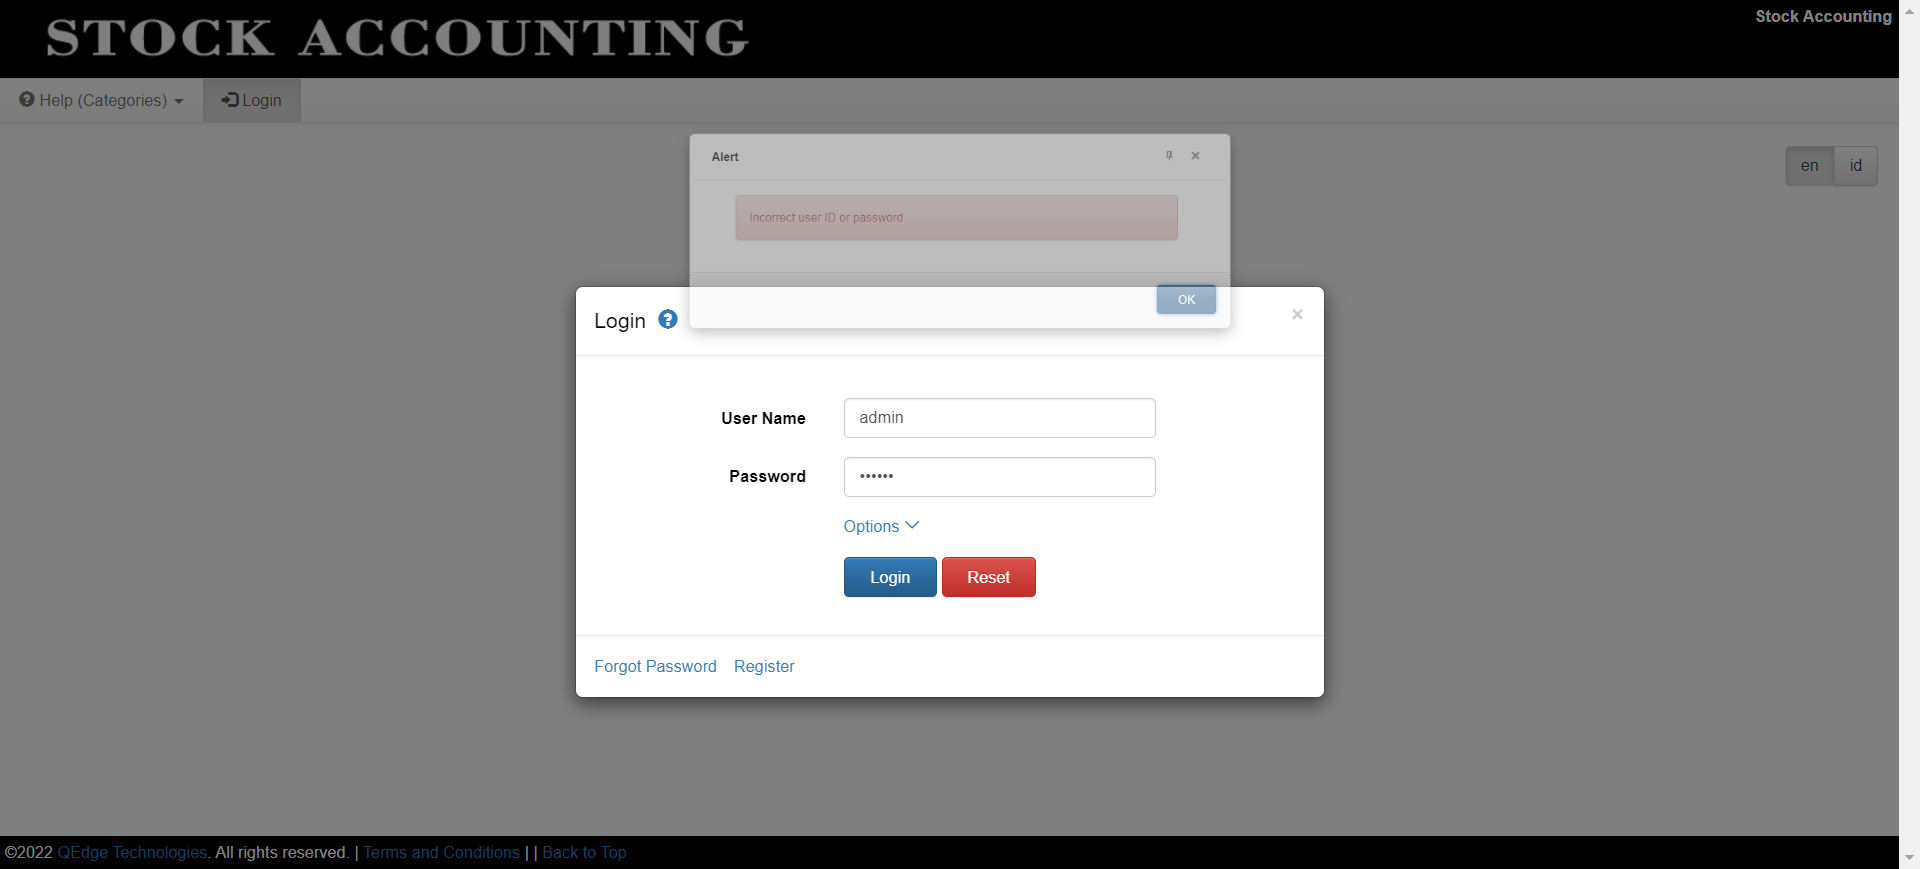 STOCK ACCOUNTING
Stock Accounting
Help (Categories) Login
Alert
en id
Incorrect user ID or password
OK
Login
User Name admin
Password ••••••
Options
Login Reset
Forgot Password Register
©2022 QEdge Technologies. All rights reserved. | Terms and Conditions | | Back to Top